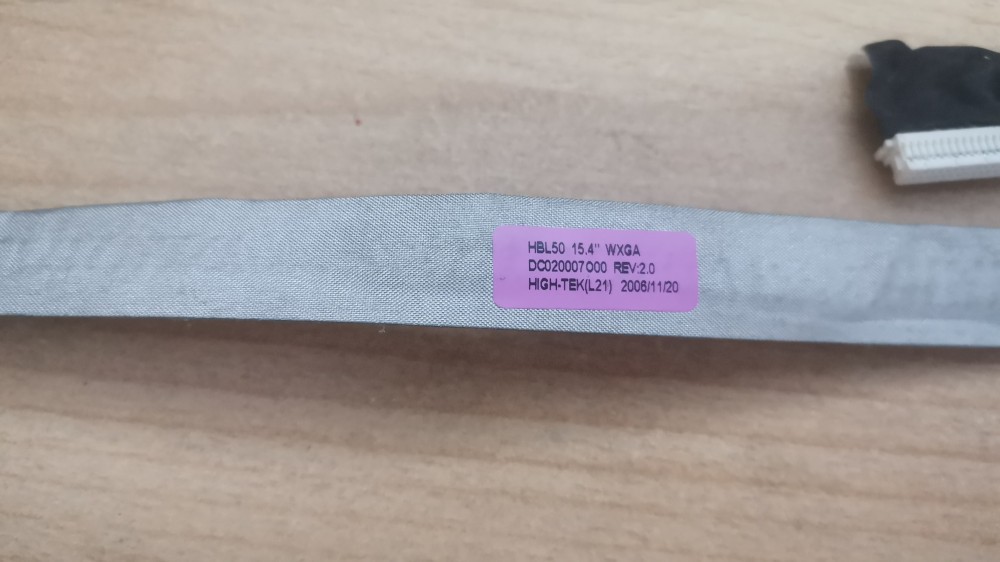 HBL50 15.4" WXGA
DC020007O00 REV:2.0
HIGH-TEK(L21) 2006/11/20